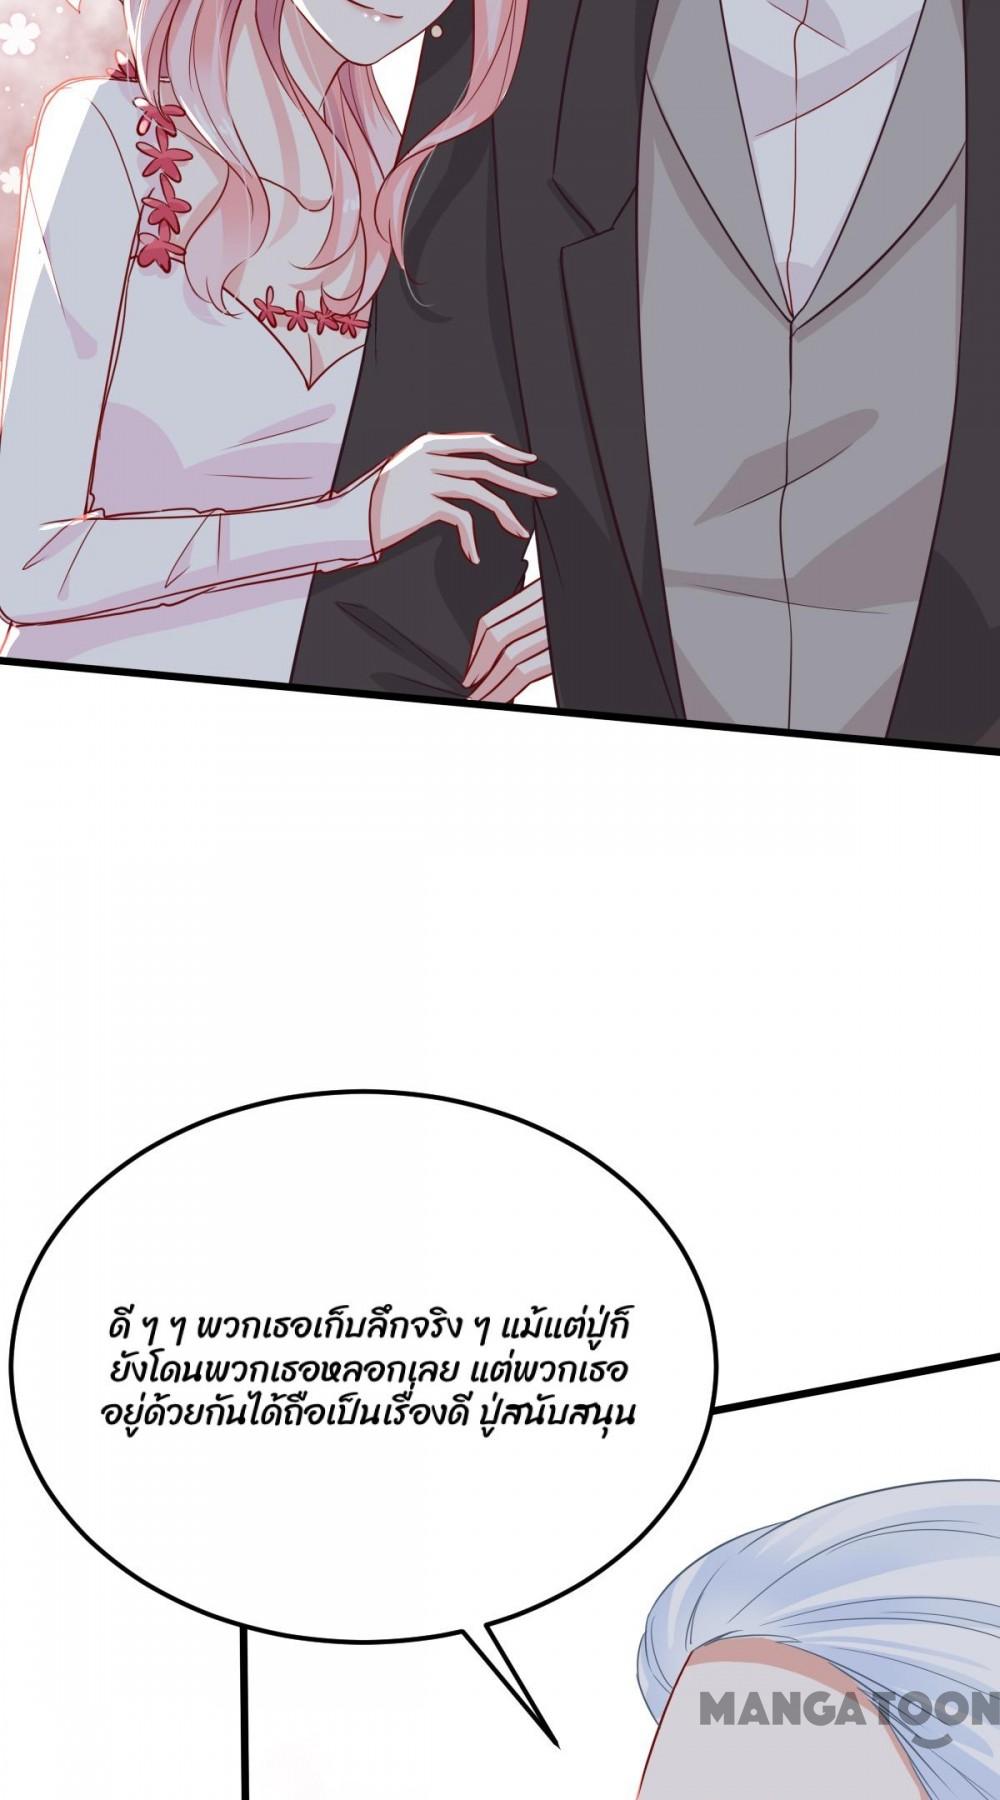 ดี ๆ ๆ พวกเธอเก็บลึกจริง ๆ แม้แต่ปู่ก็
ยังโดนพวกเธอหลอกเลย แต่พวกเธอ
อยู่ด้วยกันได้ถือเป็นเรื่องดี ปู่สนับสนุน
MANGATOON